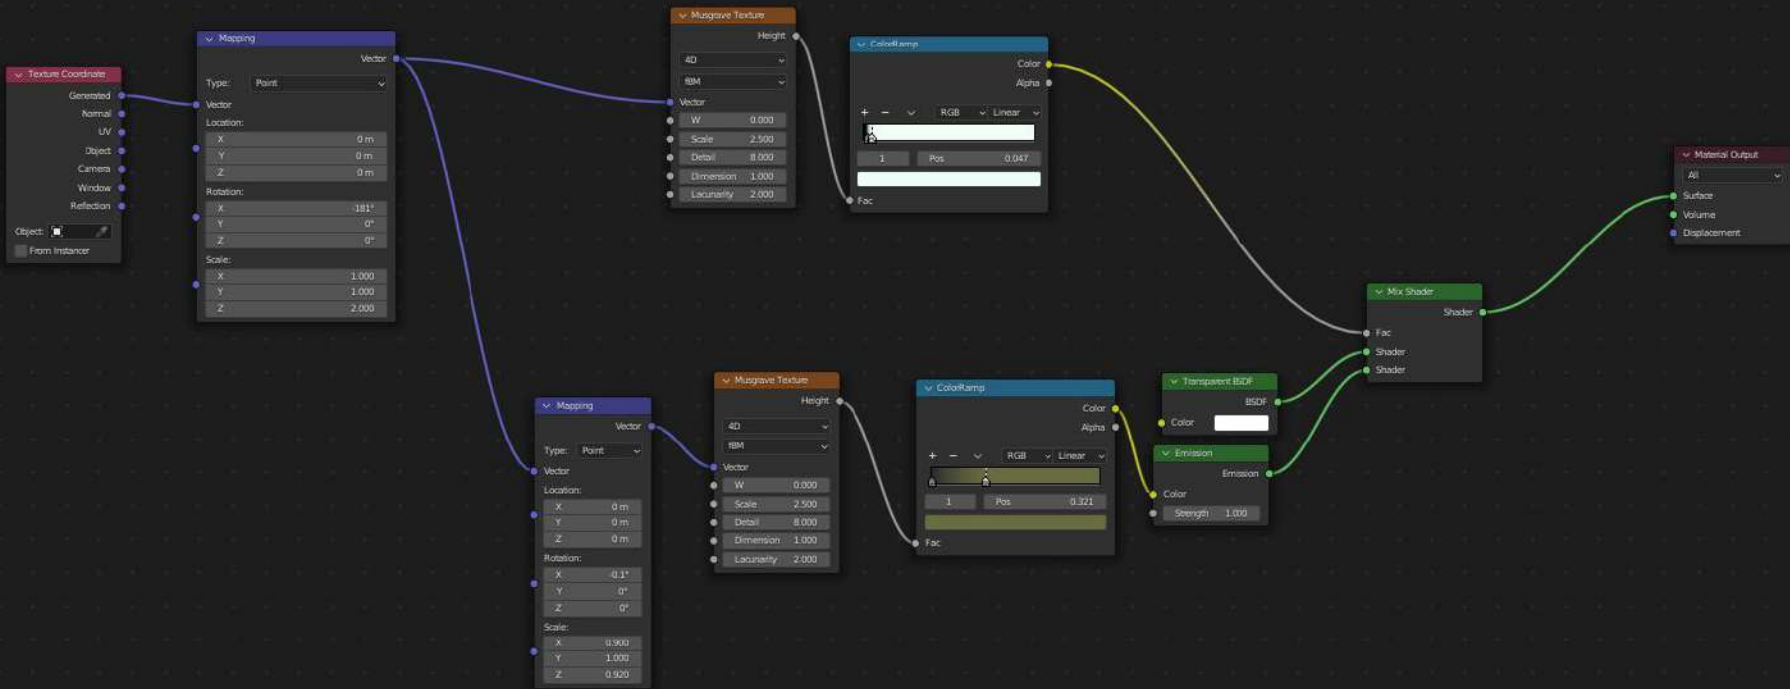 Texture Coordinate
Generated
Normal
UV
Object
Camera
Window
Reflection
Object:
From Instancer
Mapping
Vector
Type: Point
Vector
Location:
X 0 m
Y 0 m
Z 0 m
Rotation:
X -181°
Y 0°
Z 0°
Scale:
X 1.000
Y 1.000
Z 2.000
Musgrave Texture
Height
4D
fBM
Vector
W 0.000
Scale 2.500
Detail 8.000
Dimension 1.000
Lacunarity 2.000
ColorRamp
Color
Alpha
+ − RGB Linear
1 Pos 0.047
Fac
Mapping
Vector
Type: Point
Vector
Location:
X 0 m
Y 0 m
Z 0 m
Rotation:
X -0.1°
Y 0°
Z 0°
Scale:
X 0.900
Y 1.000
Z 0.920
Musgrave Texture
Height
4D
fBM
Vector
W 0.000
Scale 2.500
Detail 8.000
Dimension 1.000
Lacunarity 2.000
ColorRamp
Color
Alpha
+ − RGB Linear
1 Pos 0.321
Fac
Transparent BSDF
BSDF
Color
Emission
Emission
Color
Strength 1.000
Mix Shader
Shader
Fac
Shader
Shader
Material Output
All
Surface
Volume
Displacement